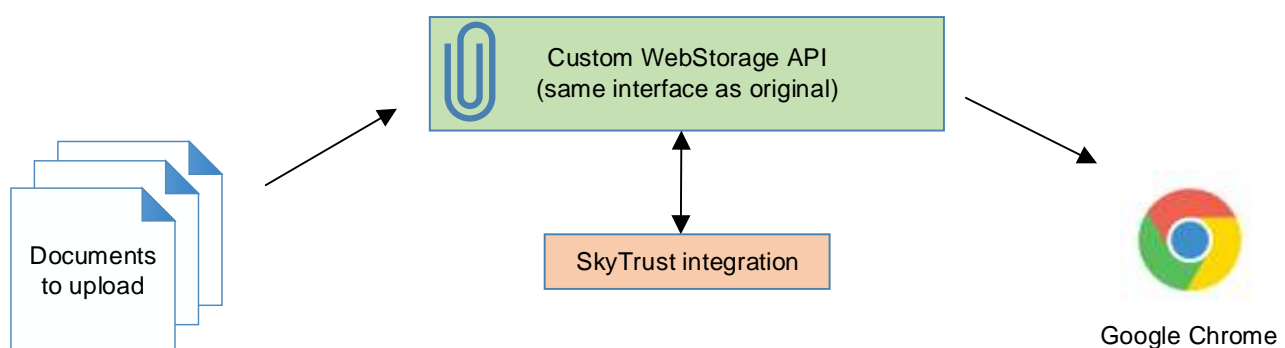 Custom WebStorage API
(same interface as original)
SkyTrust integration
Documents
to upload
Google Chrome